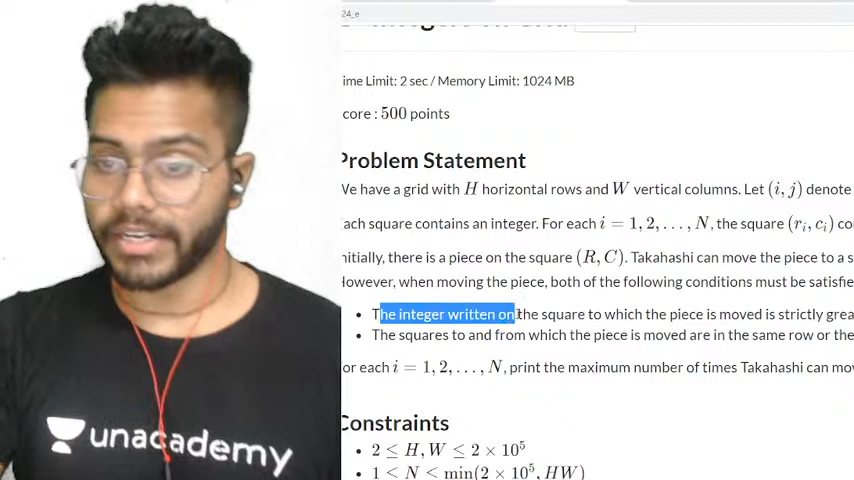 24_e
ime Limit: 2 sec / Memory Limit: 1024 MB
core : 500 points
Problem Statement
We have a grid with H horizontal rows and W vertical columns. Let (i, j) denote
ach square contains an integer. For each i = 1, 2, . . . , N, the square (rᵢ, cᵢ) co
nitially, there is a piece on the square (R, C). Takahashi can move the piece to a s
However, when moving the piece, both of the following conditions must be satisfie
• The integer written on the square to which the piece is moved is strictly grea
• The squares to and from which the piece is moved are in the same row or the
or each i = 1, 2, . . . , N, print the maximum number of times Takahashi can mov
Constraints
• 2 ≤ H, W ≤ 2 × 10⁵
• 1 < N < min(2 × 10⁵, HW)
unacademy